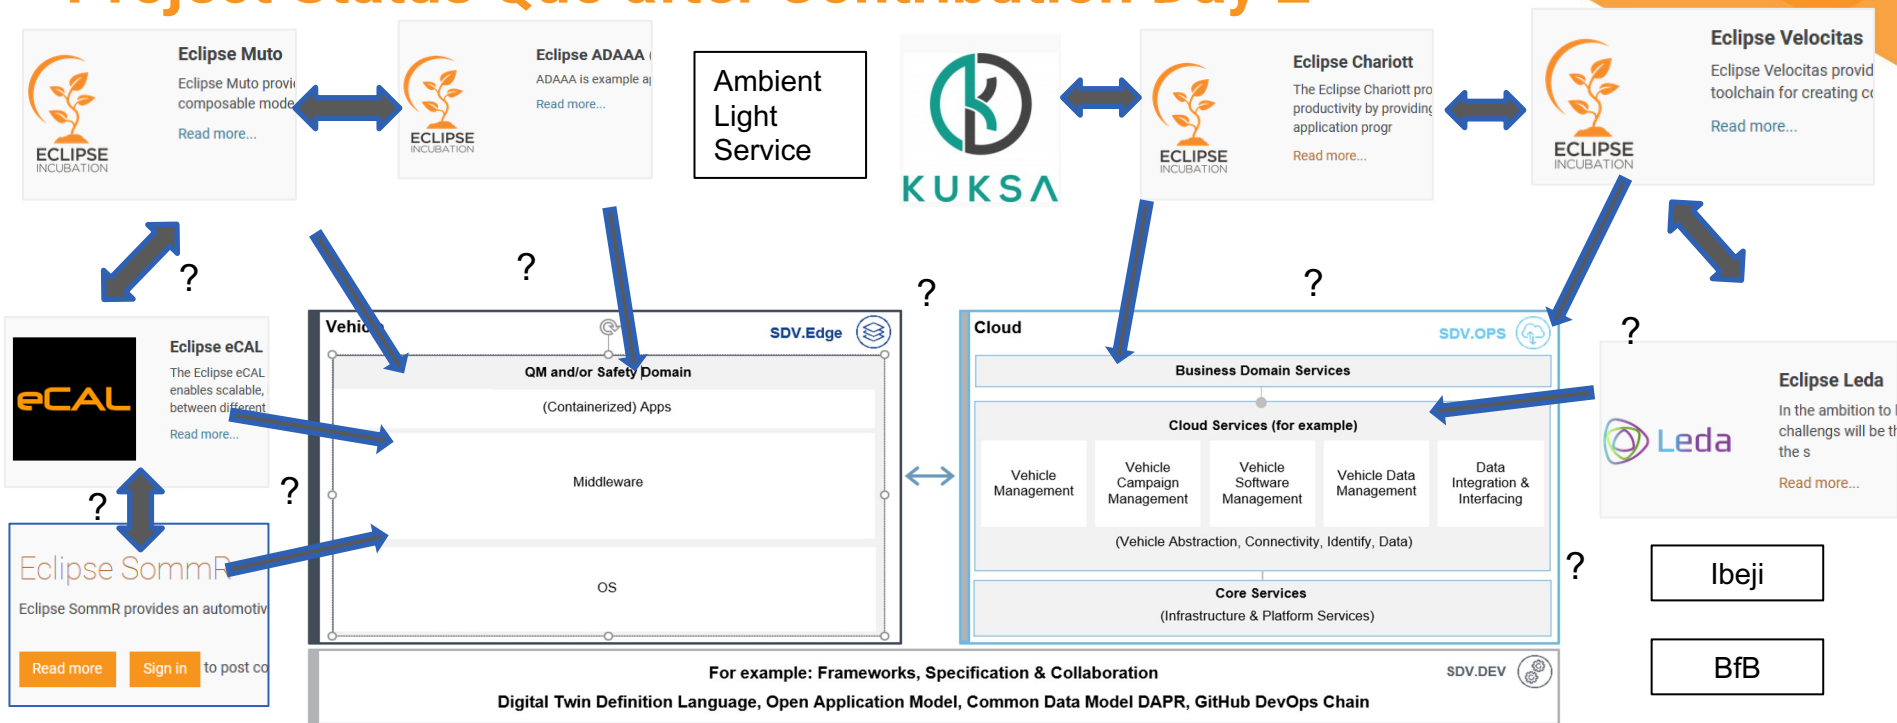 Project Status Quo after Contribution Day 2
Eclipse Muto
Eclipse Muto provi
composable mode
Read more...
ECLIPSE
INCUBATION
Eclipse ADAAA (
ADAAA is example a
Read more...
ECLIPSE
INCUBATION
Ambient
Light
Service
KUKSA
Eclipse Chariott
The Eclipse Chariott pro
productivity by providing
application progr
Read more...
ECLIPSE
INCUBATION
Eclipse Velocitas
Eclipse Velocitas provid
toolchain for creating c
Read more...
ECLIPSE
INCUBATION
?
?
?
?
?
Eclipse eCAL
The Eclipse eCAL
enables scalable,
between different
Read more...
eCAL
?
?
Eclipse SommR
Eclipse SommR provides an automotiv
Read more
Sign in
to post co
Vehicle
SDV.Edge
QM and/or Safety Domain
(Containerized) Apps
Middleware
OS
Cloud
SDV.OPS
Business Domain Services
Cloud Services (for example)
Vehicle
Management
Vehicle
Campaign
Management
Vehicle
Software
Management
Vehicle Data
Management
Data
Integration &
Interfacing
(Vehicle Abstraction, Connectivity, Identify, Data)
Core Services
(Infrastructure & Platform Services)
For example: Frameworks, Specification & Collaboration
SDV.DEV
Digital Twin Definition Language, Open Application Model, Common Data Model DAPR, GitHub DevOps Chain
Eclipse Leda
In the ambition to
challengs will be th
the s
Read more...
Leda
?
Ibeji
BfB